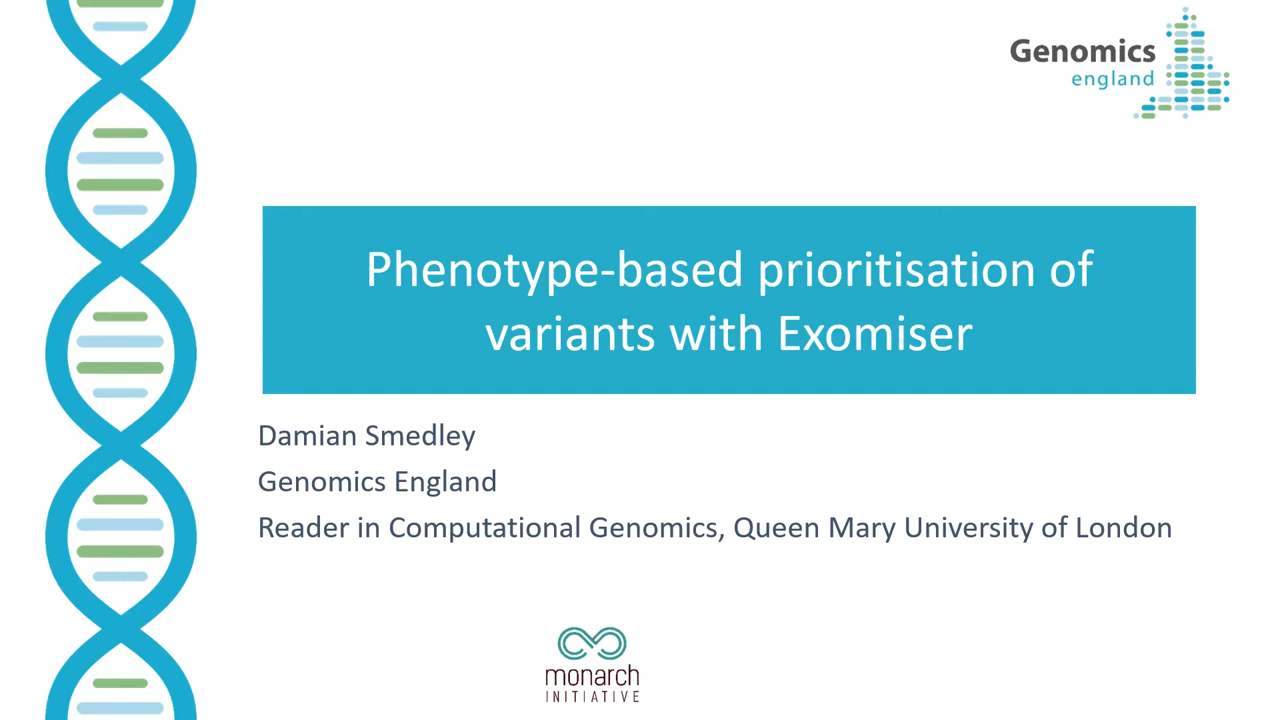 Genomics
england
Phenotype-based prioritisation of
variants with Exomiser
Damian Smedley
Genomics England
Reader in Computational Genomics, Queen Mary University of London
monarch
INITIATIVE